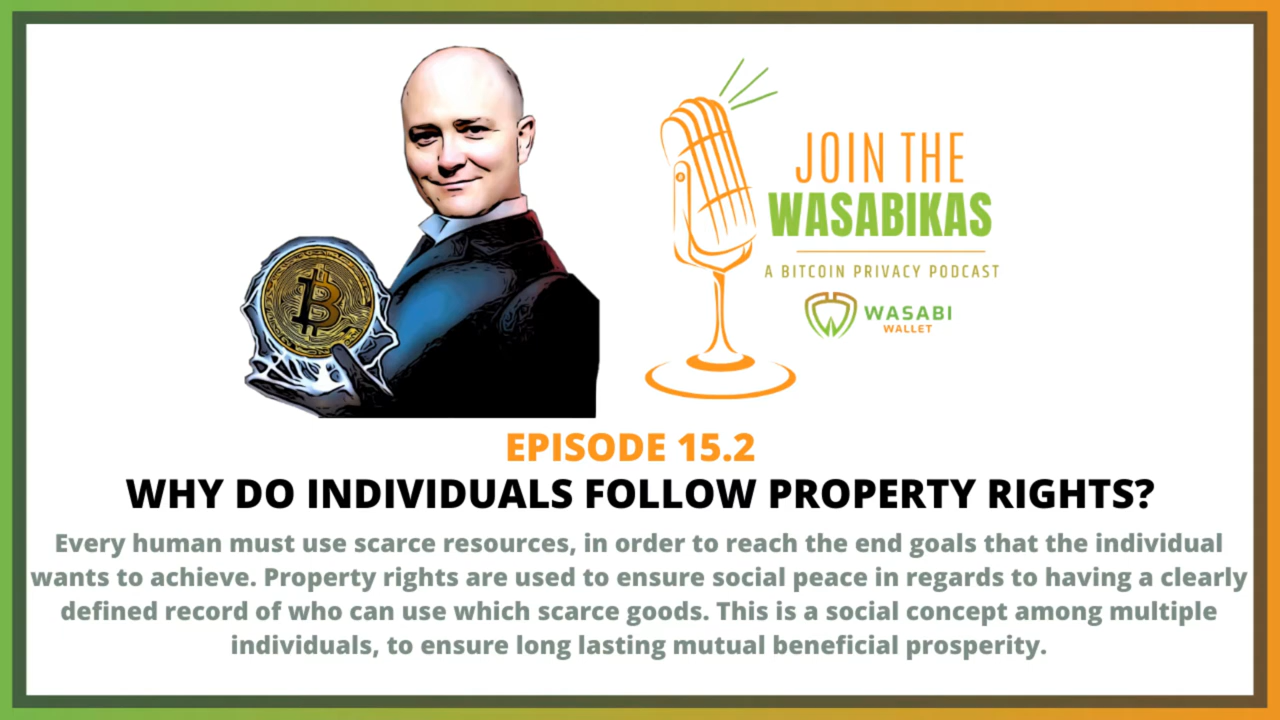 JOIN THE
WASABIKAS
A BITCOIN PRIVACY PODCAST
WASABI
WALLET
EPISODE 15.2
WHY DO INDIVIDUALS FOLLOW PROPERTY RIGHTS?
Every human must use scarce resources, in order to reach the end goals that the individual
wants to achieve. Property rights are used to ensure social peace in regards to having a clearly
defined record of who can use which scarce goods. This is a social concept among multiple
individuals, to ensure long lasting mutual beneficial prosperity.